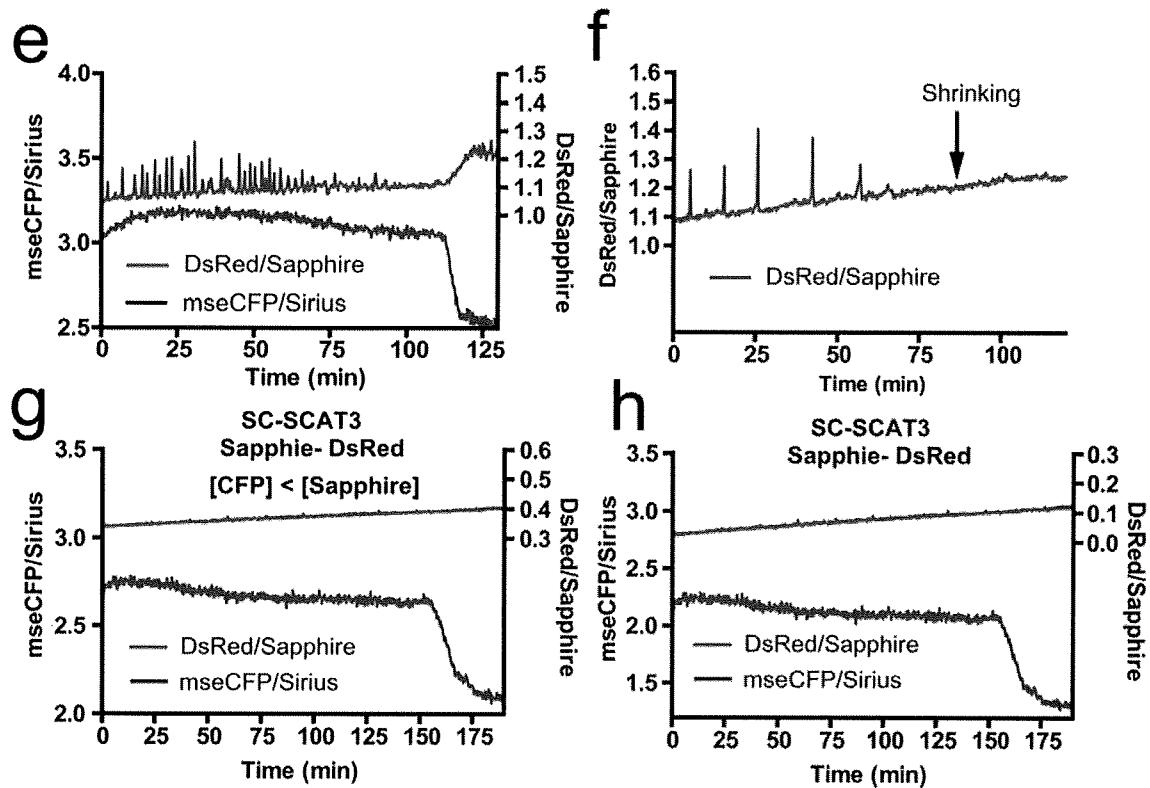 e
4.0
3.5
3.0
2.5
mseCFP/Sirius
1.5
1.4
1.3
1.2
1.1
1.0
DsRed/Sapphire
DsRed/Sapphire
mseCFP/Sirius
0 25 50 75 100 125
Time (min)
f
1.6
1.5
1.4
1.3
1.2
1.1
1.0
DsRed/Sapphire
Shrinking
DsRed/Sapphire
0 25 50 75 100
Time (min)
g
SC-SCAT3
Sapphie- DsRed
[CFP] < [Sapphire]
3.5
3.0
2.5
2.0
mseCFP/Sirius
0.6
0.5
0.4
0.3
DsRed/Sapphire
DsRed/Sapphire
mseCFP/Sirius
0 25 50 75 100 125 150 175
Time (min)
h
SC-SCAT3
Sapphie- DsRed
3.5
3.0
2.5
2.0
1.5
mseCFP/Sirius
0.3
0.2
0.1
0.0
DsRed/Sapphire
DsRed/Sapphire
mseCFP/Sirius
0 25 50 75 100 125 150 175
Time (min)